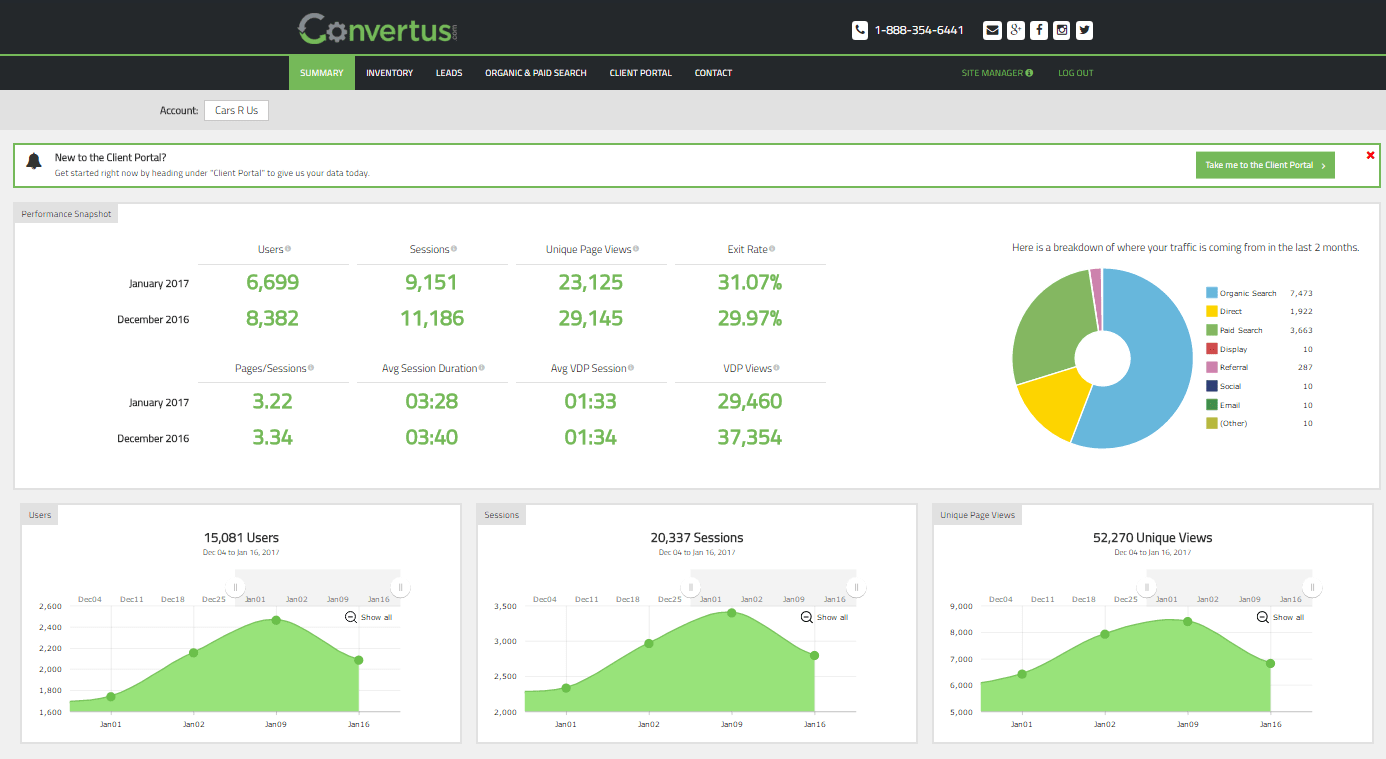 Convertus.com
1-888-354-6441
SUMMARY INVENTORY LEADS ORGANIC & PAID SEARCH CLIENT PORTAL CONTACT SITE MANAGER LOG OUT
Account: Cars R Us
New to the Client Portal?
Get started right now by heading under "Client Portal" to give us your data today.
Take me to the Client Portal
Performance Snapshot
Users Sessions Unique Page Views Exit Rate
January 2017 6,699 9,151 23,125 31.07%
December 2016 8,382 11,186 29,145 29.97%
Pages/Sessions Avg Session Duration Avg VDP Session VDP Views
January 2017 3.22 03:28 01:33 29,460
December 2016 3.34 03:40 01:34 37,354
Here is a breakdown of where your traffic is coming from in the last 2 months.
Organic Search 7,473
Direct 1,922
Paid Search 3,663
Display 10
Referral 287
Social 10
Email 10
(Other) 10
Users
15,081 Users
Dec 04 to Jan 16, 2017
Dec04 Dec11 Dec18 Dec25 Jan01 Jan02 Jan09 Jan16
Show all
2,600
2,400
2,200
2,000
1,800
1,600
Jan01 Jan02 Jan09 Jan16
Sessions
20,337 Sessions
Dec 04 to Jan 16, 2017
Dec04 Dec11 Dec18 Dec25 Jan01 Jan02 Jan09 Jan16
Show all
3,500
3,000
2,500
2,000
Jan01 Jan02 Jan09 Jan16
Unique Page Views
52,270 Unique Views
Dec 04 to Jan 16, 2017
Dec04 Dec11 Dec18 Dec25 Jan01 Jan02 Jan09 Jan16
Show all
9,000
8,000
7,000
6,000
5,000
Jan01 Jan02 Jan09 Jan16